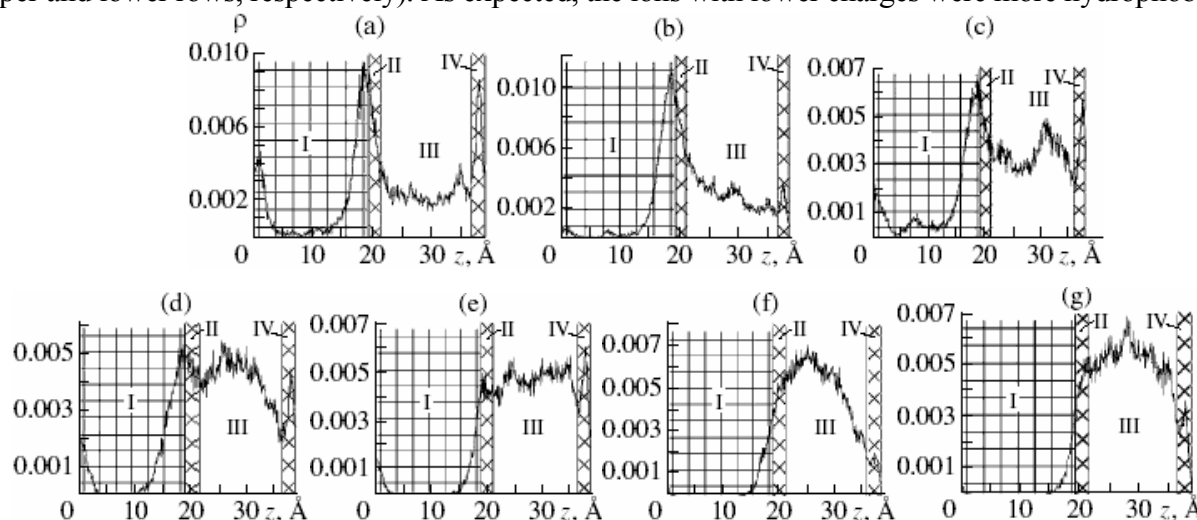 per and lower rows, respectively). As expected, the ions with lower charges were more hydrophob
ρ (a) (b) (c)
0.010 II IV
0.006 I III
0.002
0 10 20 30 z, Å
0.010 II IV
0.006 I III
0.002
0 10 20 30 z, Å
0.007 II IV
0.005 III
0.003 I
0.001
0 10 20 30 z, Å
(d) (e) (f) (g)
II IV
0.005
0.003 I III
0.001
0 10 20 30 z, Å
0.007 II IV
0.005
0.003 I III
0.001
0 10 20 30 z, Å
0.007 II IV
0.005
0.003 I III
0.001
0 10 20 30 z, Å
0.007 II IV
0.005
0.003 I III
0.001
0 10 20 30 z, Å